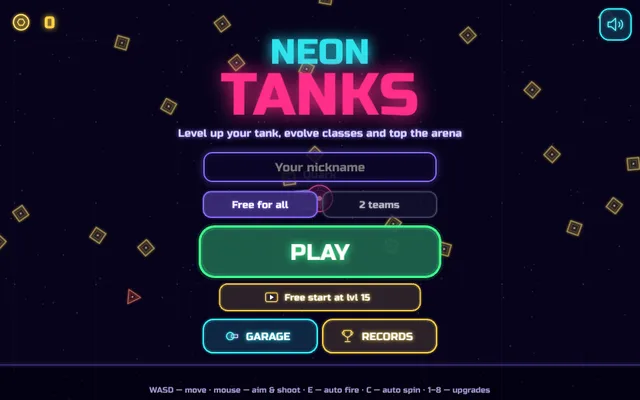 NEON
TANKS
Level up your tank, evolve classes and top the arena
Your nickname
Free for all
2 teams
PLAY
Free start at lvl 15
GARAGE
RECORDS
WASD — move · mouse — aim & shoot · E — auto fire · C — auto spin · 1–8 — upgrades